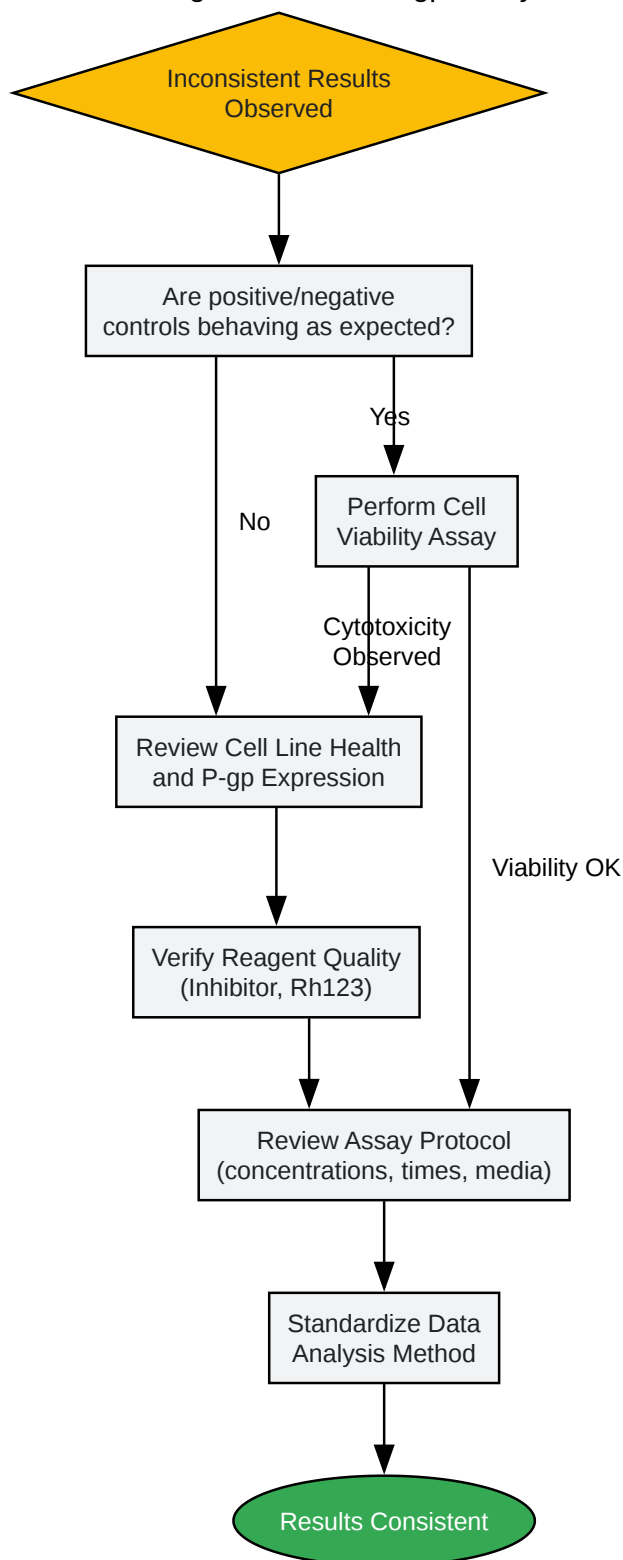 Inconsistent Results
Observed
Are positive/negative
controls behaving as expected?
Yes
No
Perform Cell
Viability Assay
Cytotoxicity
Observed
Review Cell Line Health
and P-gp Expression
Viability OK
Verify Reagent Quality
(Inhibitor, Rh123)
Review Assay Protocol
(concentrations, times, media)
Standardize Data
Analysis Method
Results Consistent